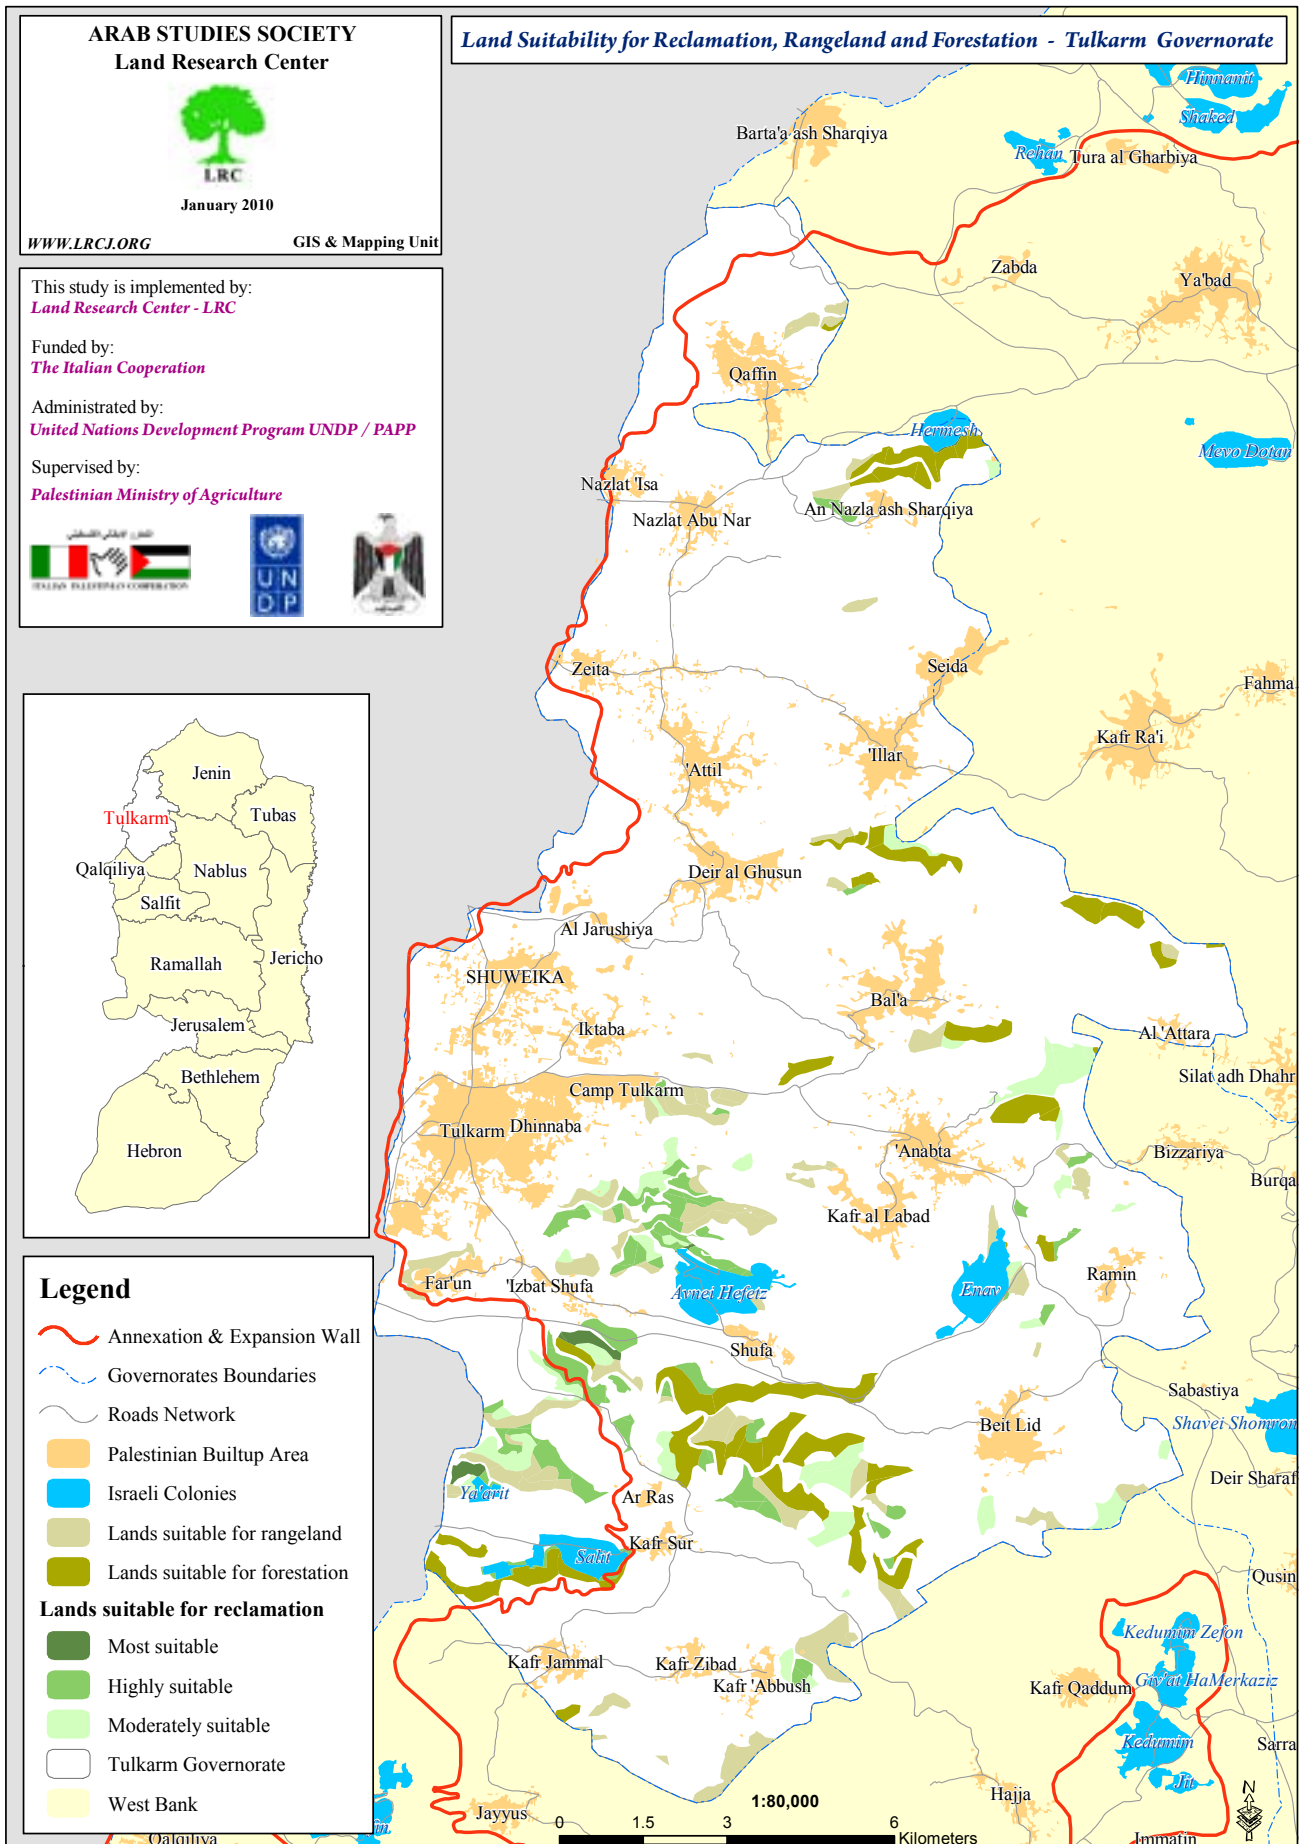 ARAB STUDIES SOCIETY
Land Research Center
LRC
January 2010
WWW.LRCJ.ORG
GIS & Mapping Unit
Land Suitability for Reclamation, Rangeland and Forestation - Tulkarm Governorate
This study is implemented by:
Land Research Center - LRC
Funded by:
The Italian Cooperation
Administrated by:
United Nations Development Program UNDP / PAPP
Supervised by:
Palestinian Ministry of Agriculture
ITALIAN PALESTINIAN COOPERATION
UN
DP
Jenin
Tulkarm
Tubas
Qalqiliya
Nablus
Salfit
Ramallah
Jericho
Jerusalem
Bethlehem
Hebron
Legend
Annexation & Expansion Wall
Governorates Boundaries
Roads Network
Palestinian Builtup Area
Israeli Colonies
Lands suitable for rangeland
Lands suitable for forestation
Lands suitable for reclamation
Most suitable
Highly suitable
Moderately suitable
Tulkarm Governorate
West Bank
Hinnanit
Shaked
Barta'a ash Sharqiya
Rehan
Tura al Gharbiya
Zabda
Ya'bad
Qaffin
Hermesh
Mevo Dotan
Nazlat 'Isa
Nazlat Abu Nar
An Nazla ash Sharqiya
Zeita
Seida
Fahma
Kafr Ra'i
'Illar
'Attil
Deir al Ghusun
Al Jarushiya
SHUWEIKA
Bal'a
Iktaba
Al 'Attara
Silat adh Dhahr
Camp Tulkarm
Tulkarm
Dhinnaba
'Anabta
Bizzariya
Burqa
Kafr al Labad
Far'un
'Izbat Shufa
Avnei Hefetz
Enav
Ramin
Shufa
Sabastiya
Shavei Shomron
Beit Lid
Deir Sharaf
Ya'arit
Ar Ras
Salit
Kafr Sur
Qusin
Kedumim Zefon
Kafr Jammal
Kafr Zibad
Kafr 'Abbush
Kafr Qaddum
Giv'at HaMerkaziz
Kedumim
Sarra
Jit
Hajja
Jayyus
Qalqiliya
Immatin
1:80,000
0 1.5 3 6
Kilometers
N